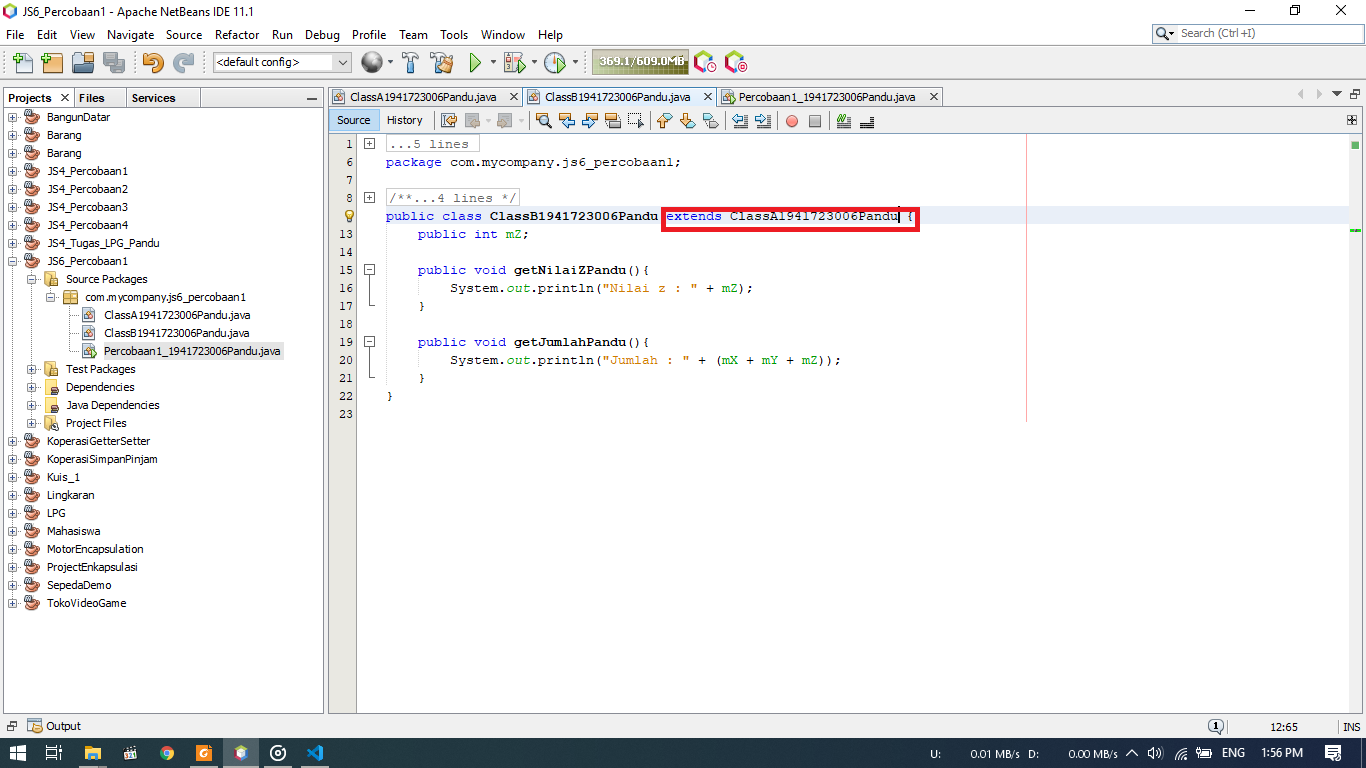 JS6_Percobaan1 - Apache NetBeans IDE 11.1
File Edit View Navigate Source Refactor Run Debug Profile Team Tools Window Help
Search (Ctrl+I)
<default config>
369.1/609.0MB
Projects Files Services
ClassA1941723006Pandu.java ClassB1941723006Pandu.java Percobaan1_1941723006Pandu.java
Source History
BangunDatar
Barang
Barang
JS4_Percobaan1
JS4_Percobaan2
JS4_Percobaan3
JS4_Percobaan4
JS4_Tugas_LPG_Pandu
JS6_Percobaan1
Source Packages
com.mycompany.js6_percobaan1
ClassA1941723006Pandu.java
ClassB1941723006Pandu.java
Percobaan1_1941723006Pandu.java
Test Packages
Dependencies
Java Dependencies
Project Files
KoperasiGetterSetter
KoperasiSimpanPinjam
Kuis_1
Lingkaran
LPG
Mahasiswa
MotorEncapsulation
ProjectEnkapsulasi
SepedaDemo
TokoVideoGame
1 ...5 lines
6 package com.mycompany.js6_percobaan1;
7
8 /**...4 lines */
public class ClassB1941723006Pandu extends ClassA1941723006Pandu {
13 public int mZ;
14
15 public void getNilaiZPandu(){
16 System.out.println("Nilai z : " + mZ);
17 }
18
19 public void getJumlahPandu(){
20 System.out.println("Jumlah : " + (mX + mY + mZ));
21 }
22 }
23
Output
1
12:65 INS
U: 0.01 MB/s D: 0.00 MB/s ENG 1:56 PM